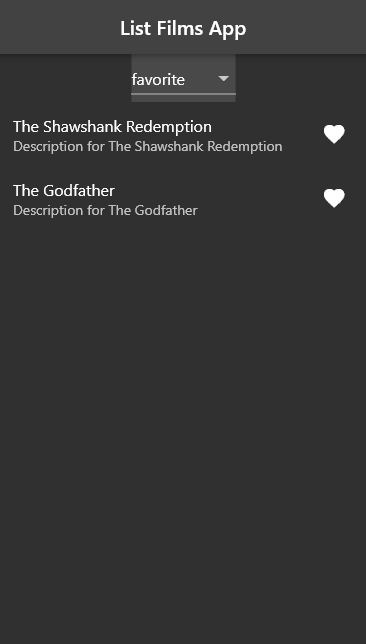 List Films App
favorite
The Shawshank Redemption
Description for The Shawshank Redemption
The Godfather
Description for The Godfather